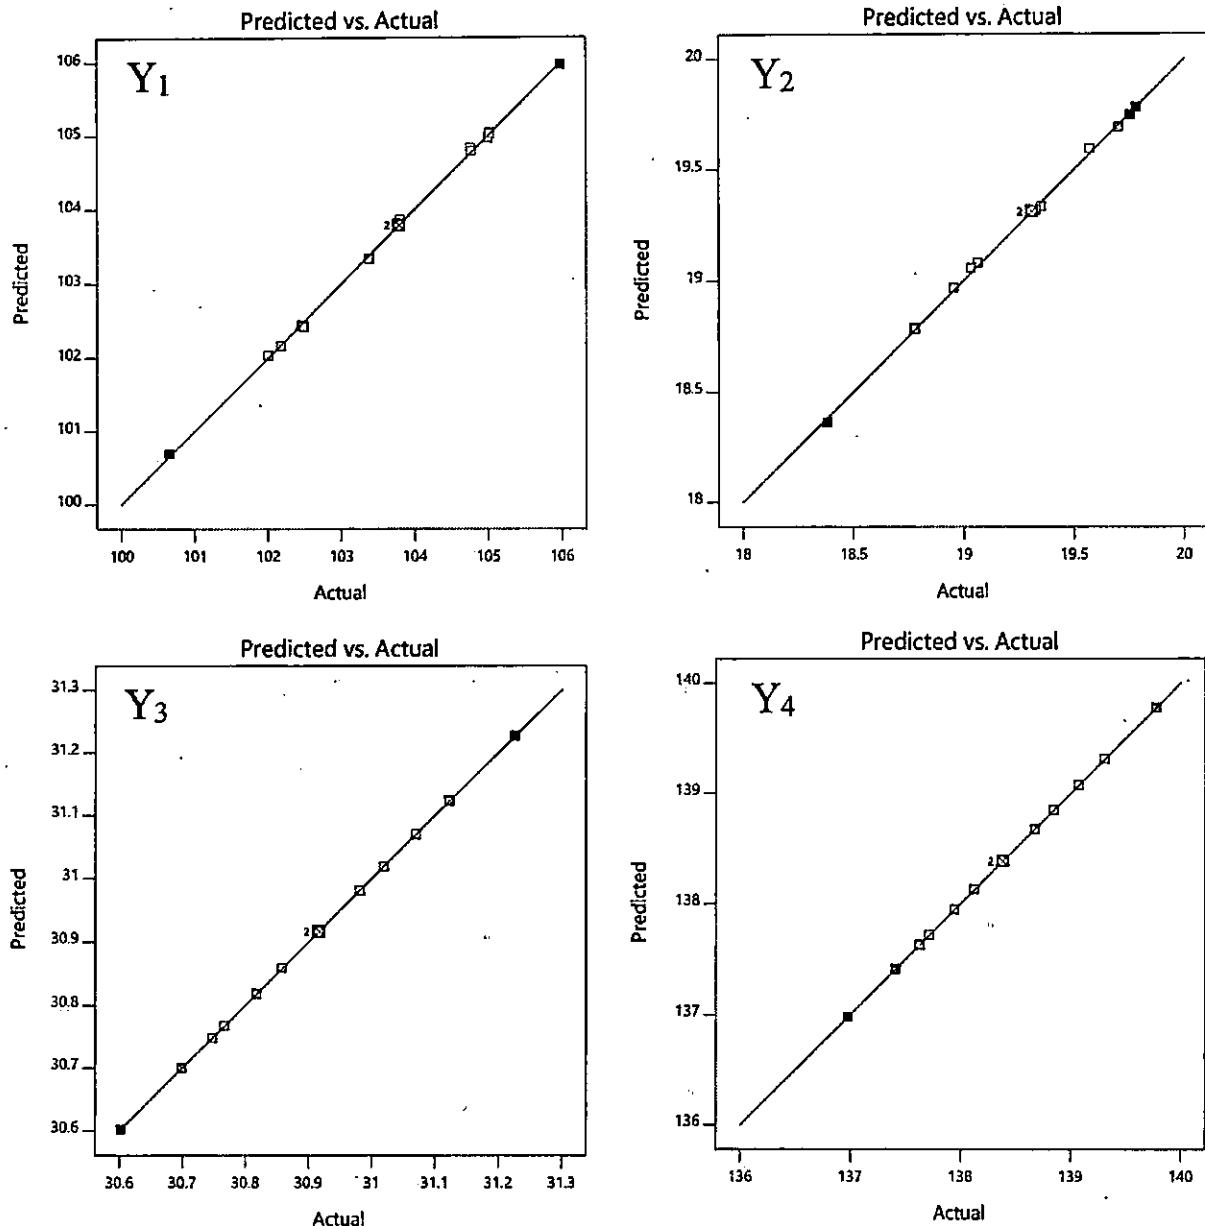 Predicted vs. Actual
Y1
106
105
104
103
102
101
100
2
Predicted
100 101 102 103 104 105 106
Actual
Predicted vs. Actual
Y2
20
19.5
19
18.5
18
2
Predicted
18 18.5 19 19.5 20
Actual
Predicted vs. Actual
Y3
31.3
31.2
31.1
31
30.9
30.8
30.7
30.6
2
Predicted
30.6 30.7 30.8 30.9 31 31.1 31.2 31.3
Actual
Predicted vs. Actual
Y4
140
139
138
137
136
2
Predicted
136 137 138 139 140
Actual